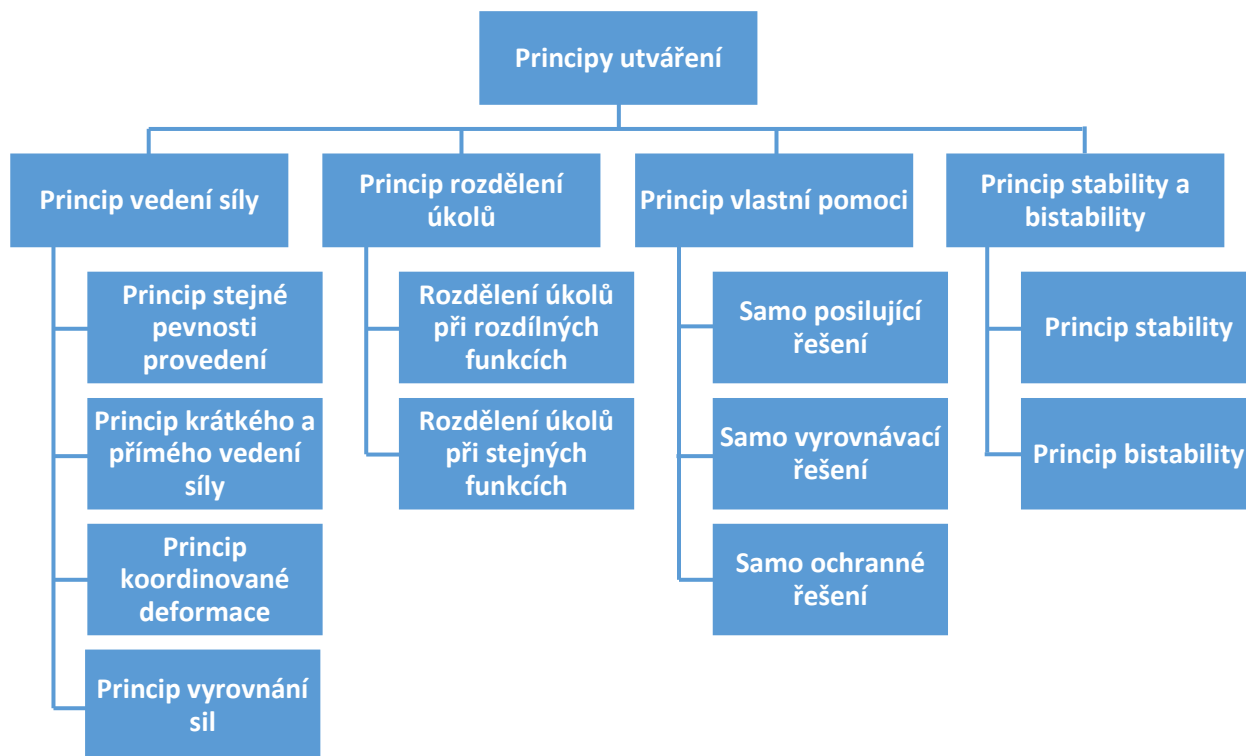 Principy utváření
Princip vedení síly
Princip stejné
pevnosti
provedení
Princip krátkého a
přímého vedení
síly
Princip
koordinované
deformace
Princip vyrovnání
sil
Princip rozdělení
úkolů
Rozdělení úkolů
při rozdílných
funkcích
Rozdělení úkolů
při stejných
funkcích
Princip vlastní pomoci
Samo posilující
řešení
Samo vyrovnávací
řešení
Samo ochranné
řešení
Princip stability a
bistability
Princip stability
Princip bistability